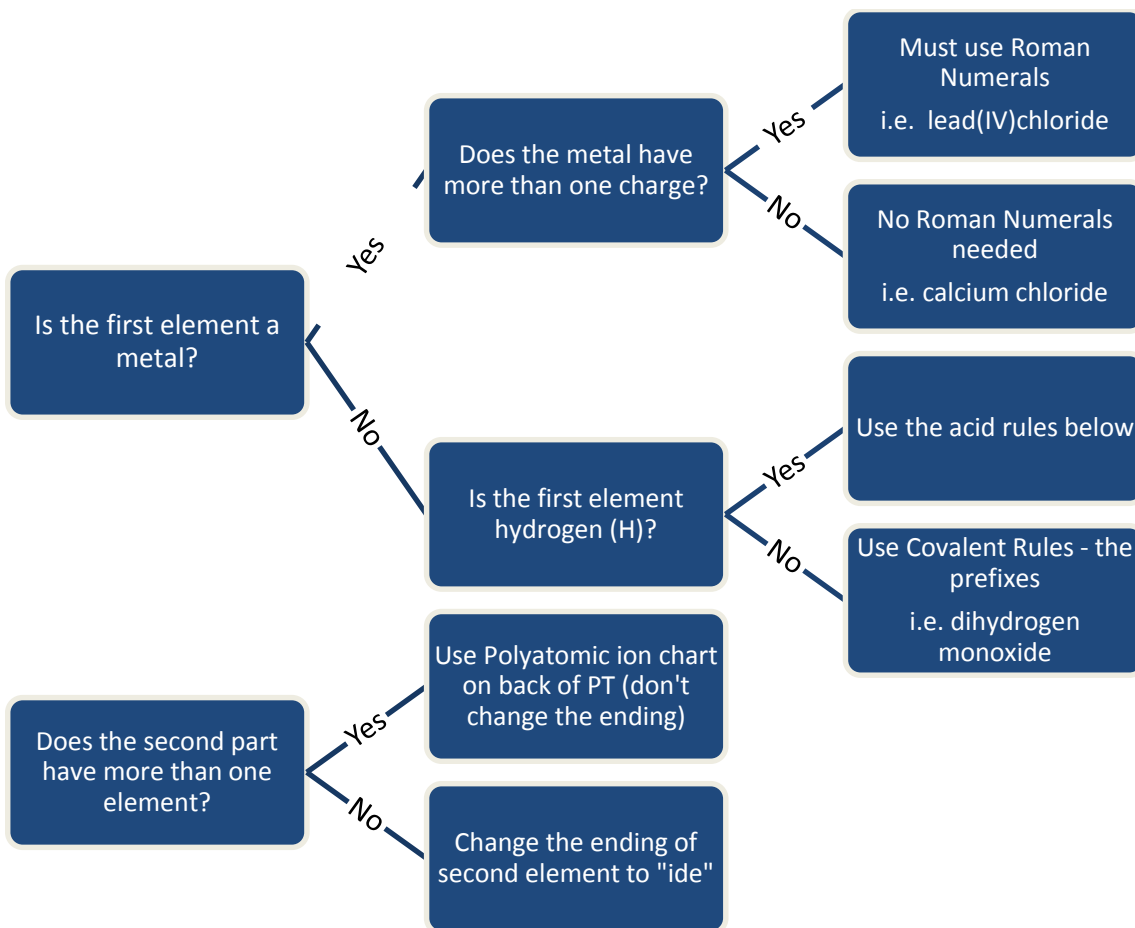 Is the first element a
metal?
Yes
No
Does the metal have
more than one charge?
Yes
No
Must use Roman
Numerals
i.e. lead(IV)chloride
No Roman Numerals
needed
i.e. calcium chloride
Is the first element
hydrogen (H)?
Yes
No
Use the acid rules below
Use Covalent Rules - the
prefixes
i.e. dihydrogen
monoxide
Does the second part
have more than one
element?
Yes
No
Use Polyatomic ion chart
on back of PT (don't
change the ending)
Change the ending of
second element to "ide"